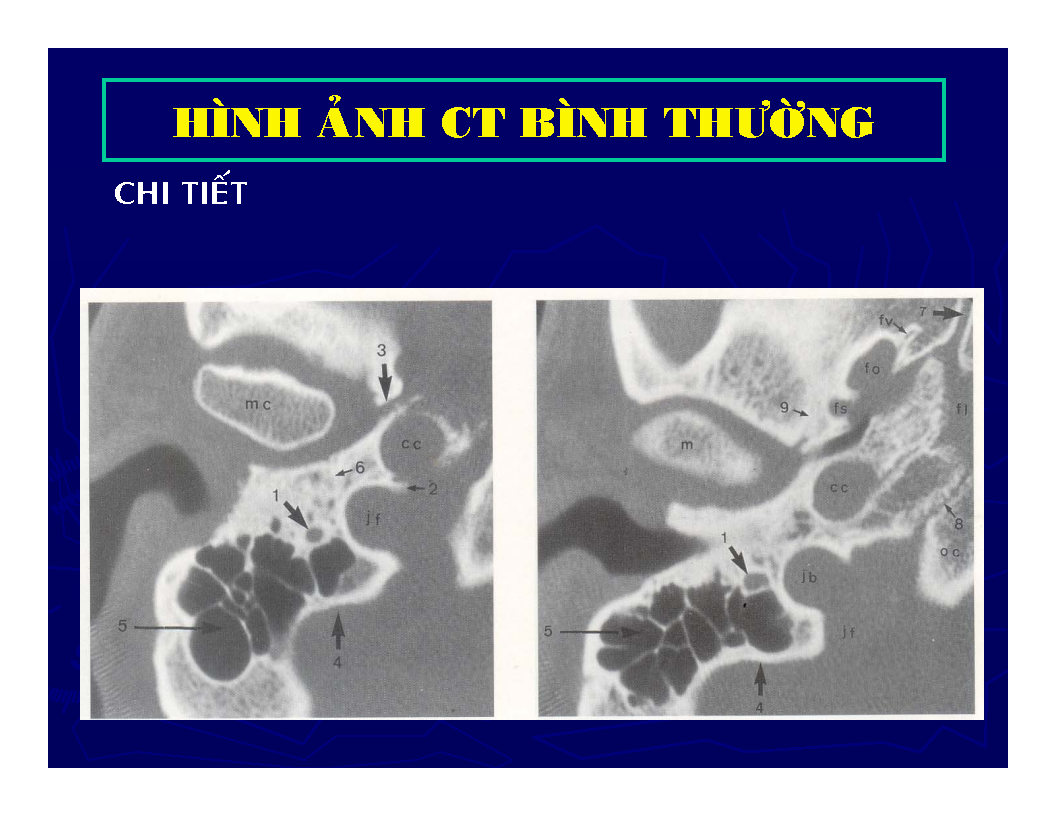 HÌNH ẢNH CT BÌNH THƯỜNG
CHI TIẾT
3
mc
cc
6
2
1
jf
5
4
7
fv
fo
9
fs
fl
m
cc
8
1
oc
jb
5
jf
4